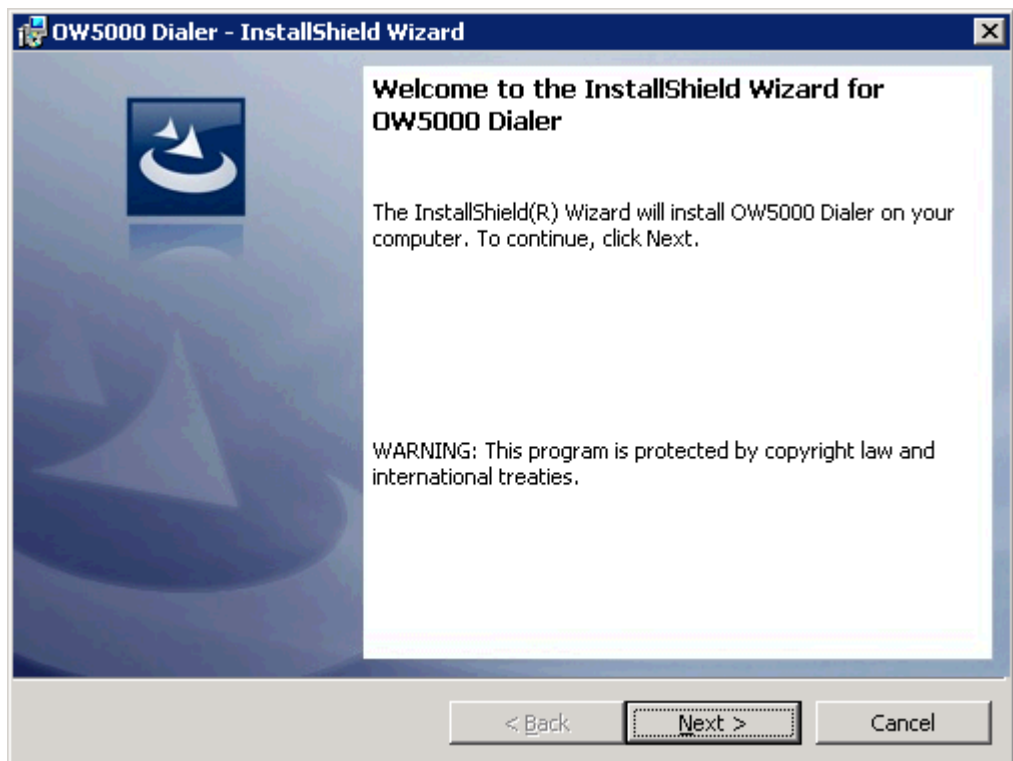 OW5000 Dialer - InstallShield Wizard
Welcome to the InstallShield Wizard for
OW5000 Dialer
The InstallShield(R) Wizard will install OW5000 Dialer on your
computer. To continue, click Next.
WARNING: This program is protected by copyright law and
international treaties.
< Back
Next >
Cancel